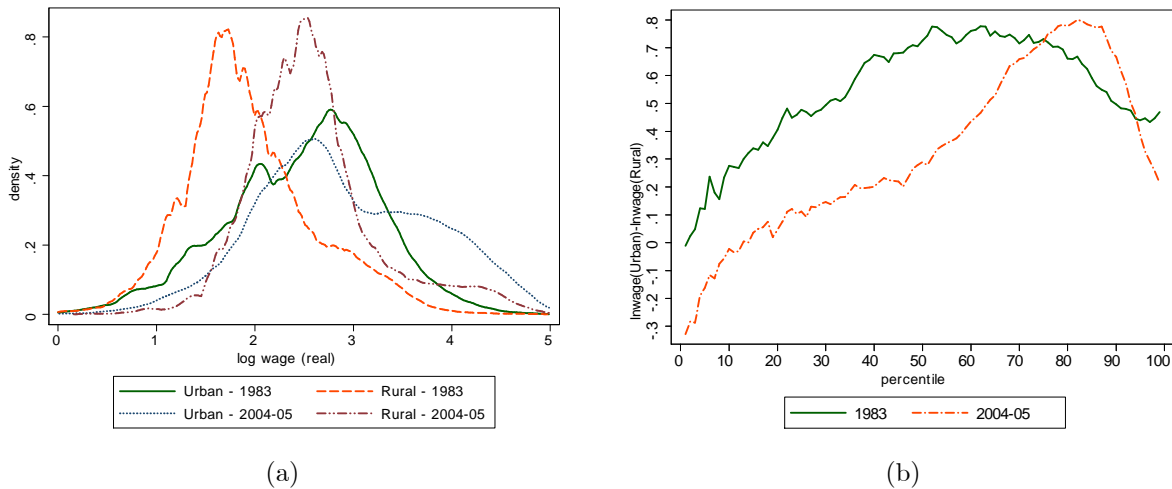 density
0 .2 .4 .6 .8
0 1 2 3 4 5
log wage (real)
Urban - 1983 Rural - 1983
Urban - 2004-05 Rural - 2004-05
(a)
lnwage(Urban)-lnwage(Rural)
-.3 -.2 -.1 0 .1 .2 .3 .4 .5 .6 .7 .8
0 10 20 30 40 50 60 70 80 90 100
percentile
1983 2004-05
(b)